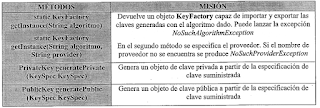 MÉTODOS
MISIÓN
static KeyFactory
getInstance(String algoritmo)
static KeyFactory
getInstance(String algoritmo,
String provider)
Devuelve un objeto KeyFactory capaz de importar y exportar las
claves generadas con el algoritmo dado. Puede lanzar la excepción
NoSuchAlgorithmException
En el segundo método se especifica el proveedor. Si el nombre de
proveedor no se encuentra se produce NoSuchProviderException
PrivateKey generatePrivate
(KeySpec KeySpec)
Genera un objeto de clave privada a partir de la especificación de
clave suministrada
PublicKey generatePublic
(KeySpec KeySpec)
Genera un objeto de clave pública a partir de la especificación de
clave suministrada